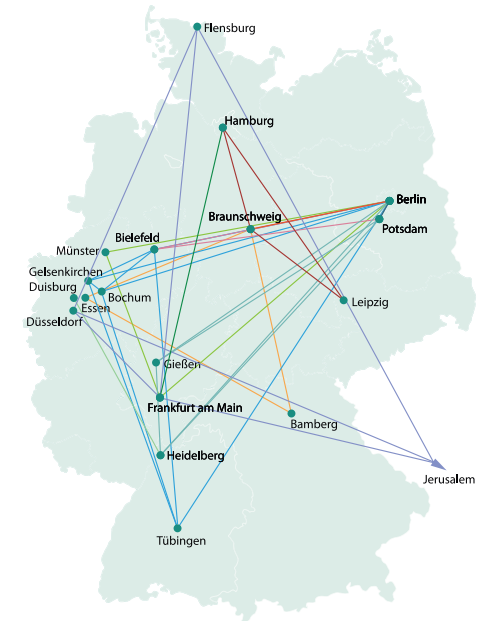 Flensburg
Hamburg
Berlin
Braunschweig
Potsdam
Bielefeld
Münster
Gelsenkirchen
Duisburg
Bochum
Essen
Leipzig
Düsseldorf
Gießen
Frankfurt am Main
Bamberg
Heidelberg
Jerusalem
Tübingen